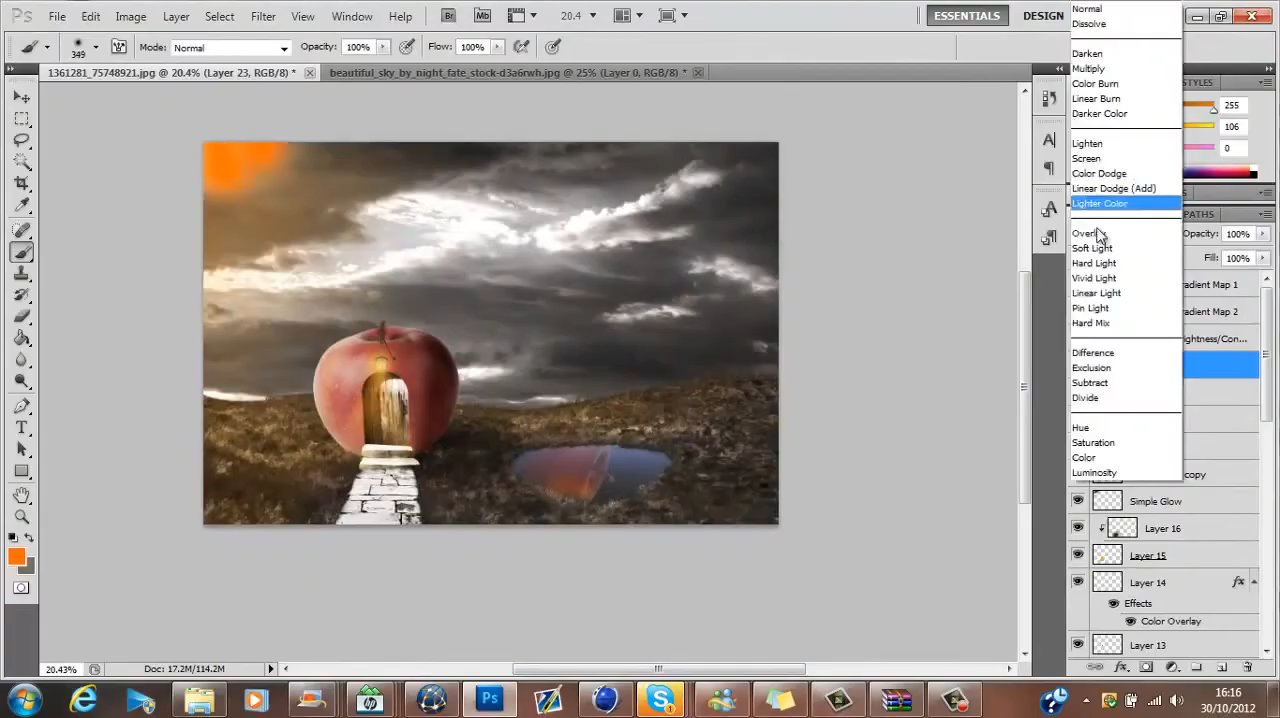 Ps File Edit Image Layer Select Filter View Window Help Br Mb 20.4 ESSENTIALS DESIGN
Mode: Normal Opacity: 100% Flow: 100%
349
1361281_75748921.jpg @ 20.4% (Layer 23, RGB/8) * beautiful_sky_by_night_fate_stock-d3a6rwh.jpg @ 25% (Layer 0, RGB/8) *
Normal
Dissolve
Darken
Multiply
Color Burn
Linear Burn
Darker Color
Lighten
Screen
Color Dodge
Linear Dodge (Add)
Lighter Color
Soft Light
Hard Light
Vivid Light
Linear Light
Pin Light
Hard Mix
Difference
Exclusion
Subtract
Divide
Hue
Saturation
Color
Luminosity
STYLES
255
106
0
PATHS
Opacity: 100%
Fill: 100%
Map 1
Map 2
copy
Simple Glow
Layer 16
Layer 15
Layer 14 fx
Effects
Color Overlay
Layer 13
20.43% Doc: 17.2M/114.2M
16:16
30/10/2012